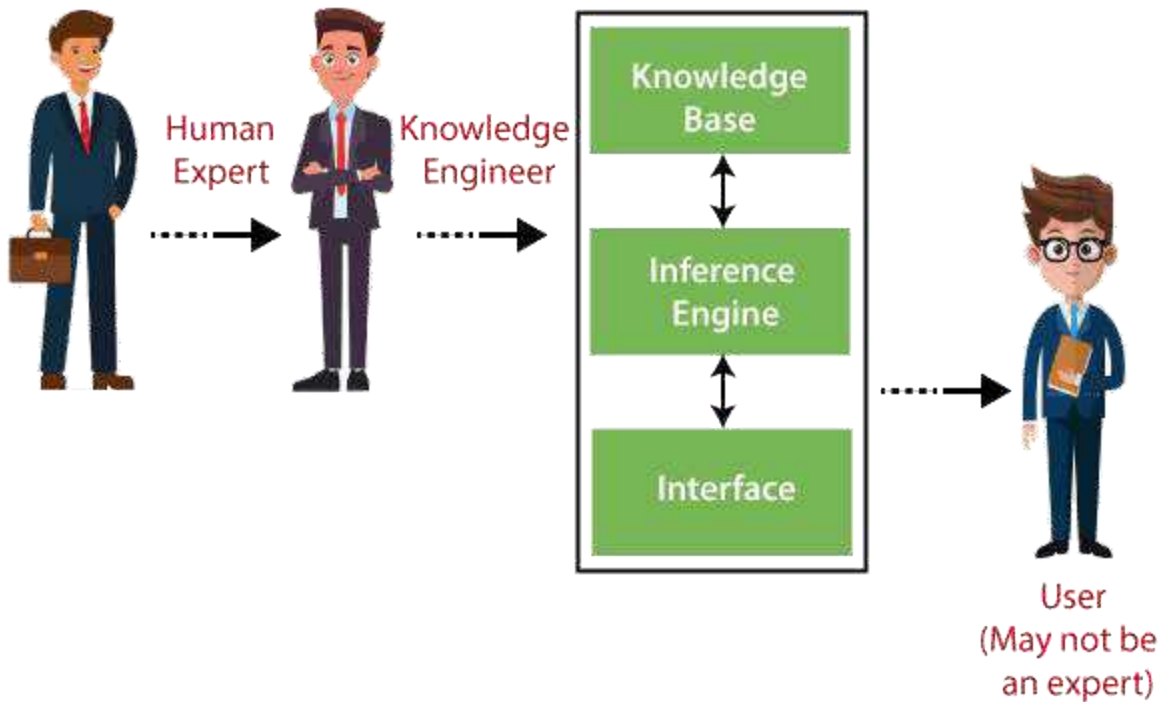 Human
Expert
Knowledge
Engineer
Knowledge
Base
Inference
Engine
Interface
User
(May not be
an expert)